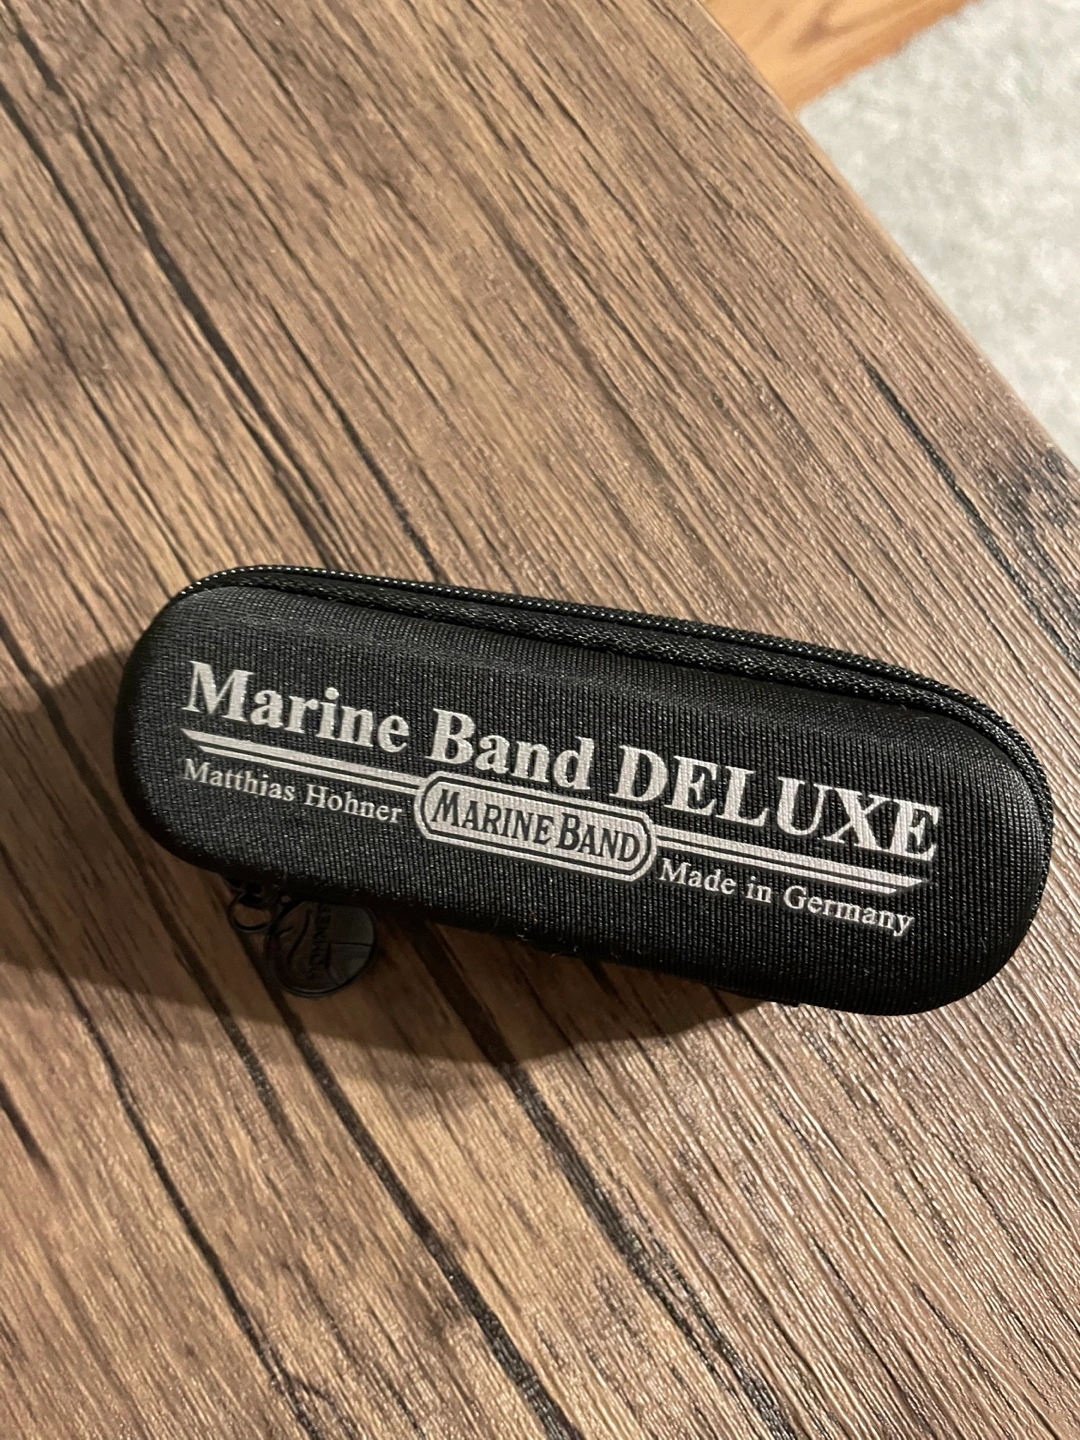 Marine Band DELUXE
Matthias Hohner
MARINE BAND
Made in Germany